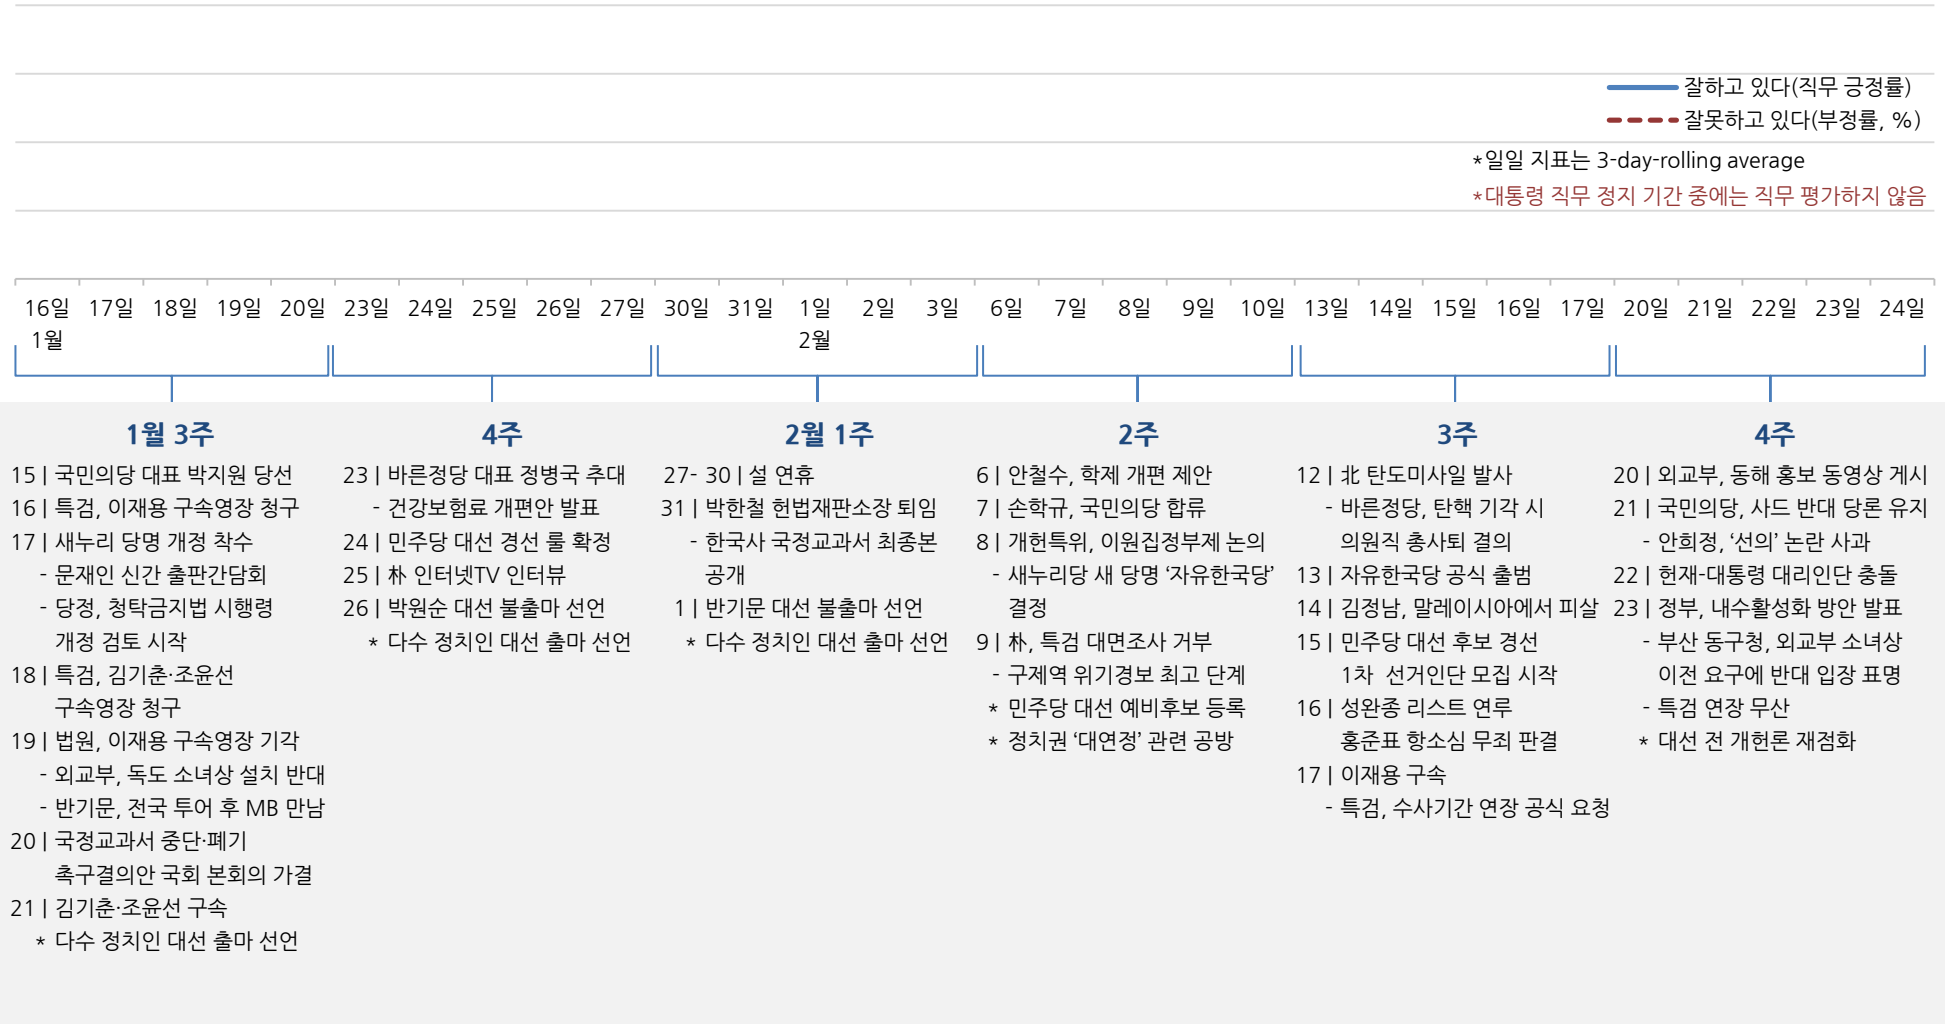 잘하고 있다(직무 긍정률)
잘못하고 있다(부정률, %)
*일일 지표는 3-day-rolling average
*대통령 직무 정지 기간 중에는 직무 평가하지 않음
16일 17일 18일 19일 20일 23일 24일 25일 26일 27일 30일 31일 1일 2일 3일 6일 7일 8일 9일 10일 13일 14일 15일 16일 17일 20일 21일 22일 23일 24일
1월 2월
1월 3주
15 | 국민의당 대표 박지원 당선
16 | 특검, 이재용 구속영장 청구
17 | 새누리 당명 개정 착수
- 문재인 신간 출판간담회
- 당정, 청탁금지법 시행령
개정 검토 시작
18 | 특검, 김기춘·조윤선
구속영장 청구
19 | 법원, 이재용 구속영장 기각
- 외교부, 독도 소녀상 설치 반대
- 반기문, 전국 투어 후 MB 만남
20 | 국정교과서 중단·폐기
촉구결의안 국회 본회의 가결
21 | 김기춘·조윤선 구속
* 다수 정치인 대선 출마 선언
4주
23 | 바른정당 대표 정병국 추대
- 건강보험료 개편안 발표
24 | 민주당 대선 경선 룰 확정
25 | 朴 인터넷TV 인터뷰
26 | 박원순 대선 불출마 선언
* 다수 정치인 대선 출마 선언
2월 1주
27- 30 | 설 연휴
31 | 박한철 헌법재판소장 퇴임
- 한국사 국정교과서 최종본
공개
1 | 반기문 대선 불출마 선언
* 다수 정치인 대선 출마 선언
2주
6 | 안철수, 학제 개편 제안
7 | 손학규, 국민의당 합류
8 | 개헌특위, 이원집정부제 논의
- 새누리당 새 당명 ‘자유한국당’
결정
9 | 朴, 특검 대면조사 거부
- 구제역 위기경보 최고 단계
* 민주당 대선 예비후보 등록
* 정치권 ‘대연정’ 관련 공방
3주
12 | 北 탄도미사일 발사
- 바른정당, 탄핵 기각 시
의원직 총사퇴 결의
13 | 자유한국당 공식 출범
14 | 김정남, 말레이시아에서 피살
15 | 민주당 대선 후보 경선
1차 선거인단 모집 시작
16 | 성완종 리스트 연루
홍준표 항소심 무죄 판결
17 | 이재용 구속
- 특검, 수사기간 연장 공식 요청
4주
20 | 외교부, 동해 홍보 동영상 게시
21 | 국민의당, 사드 반대 당론 유지
- 안희정, ‘선의’ 논란 사과
22 | 헌재-대통령 대리인단 충돌
23 | 정부, 내수활성화 방안 발표
- 부산 동구청, 외교부 소녀상
이전 요구에 반대 입장 표명
- 특검 연장 무산
* 대선 전 개헌론 재점화